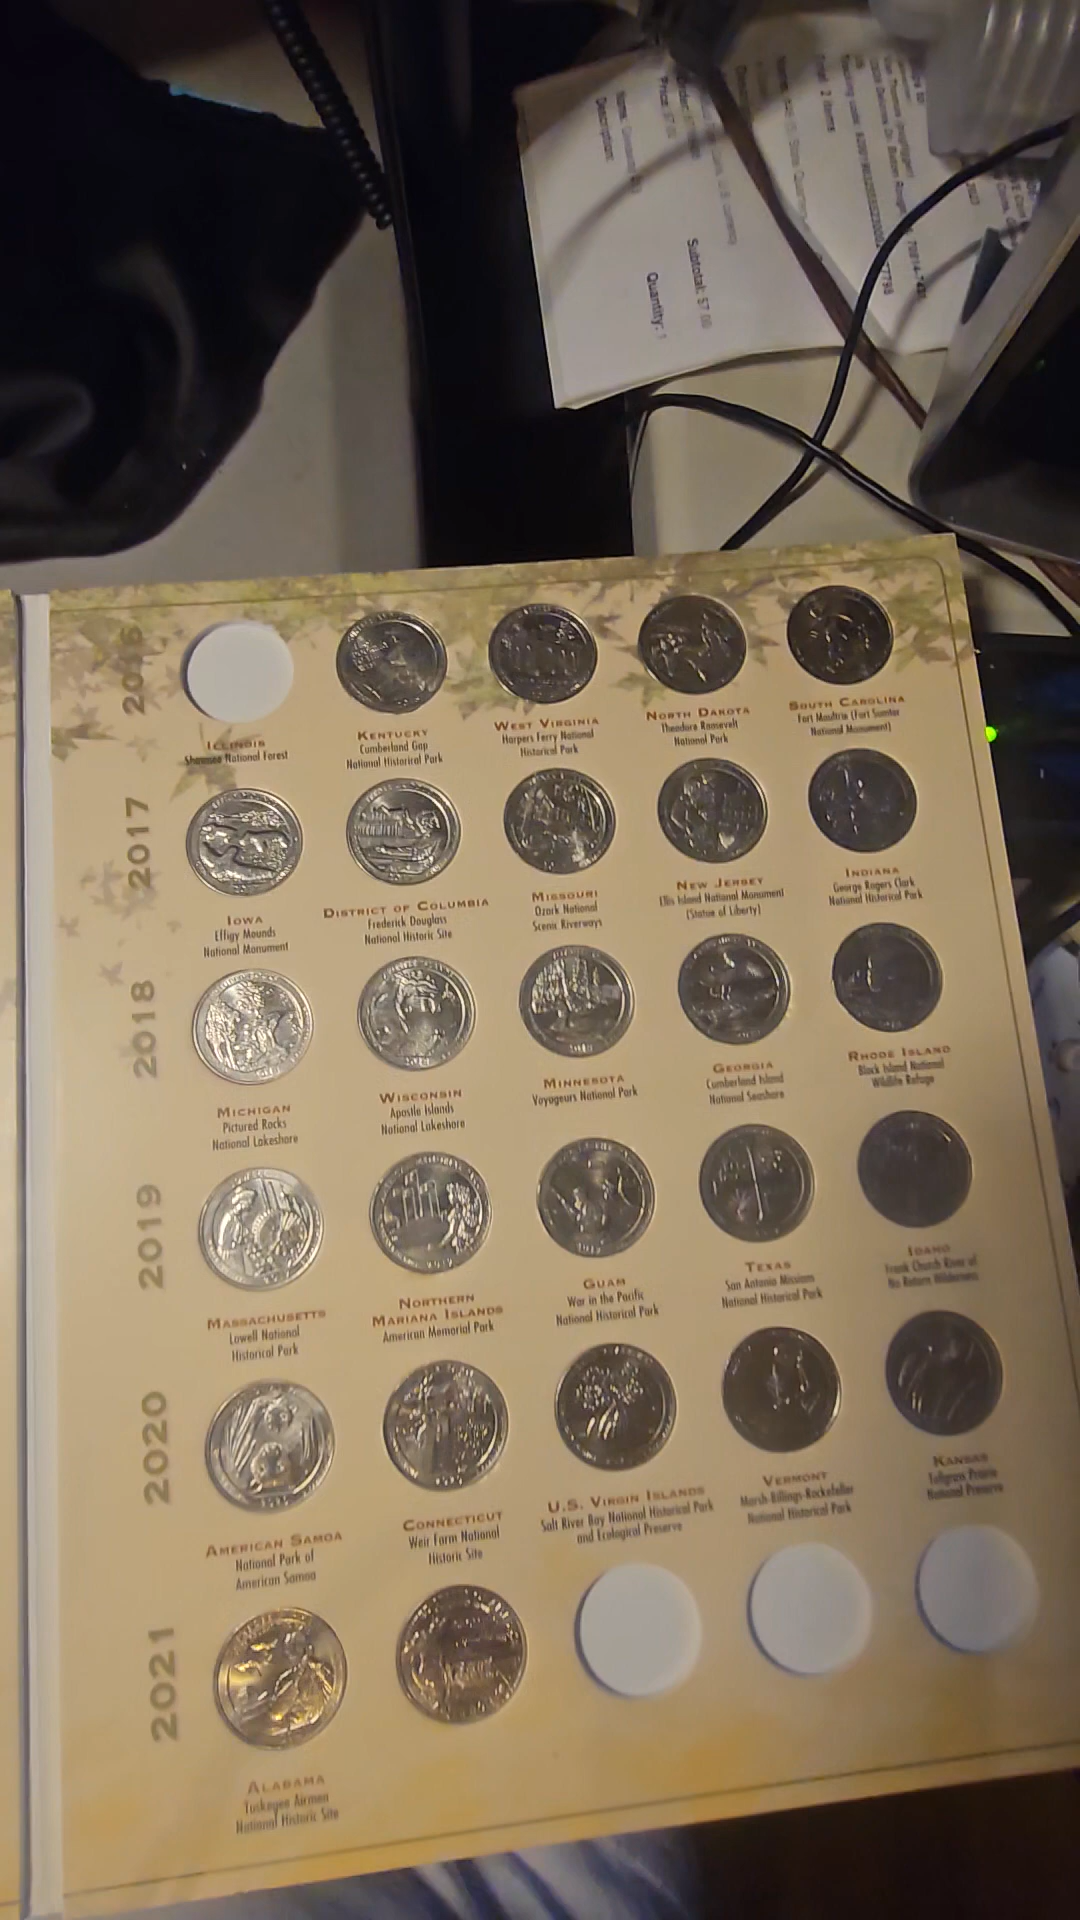 Subtotal: $7.00
Quantity: 1
Description:
2 items
2016
ILLINOIS
Shawnee National Forest
KENTUCKY
Cumberland Gap
National Historical Park
WEST VIRGINIA
Harpers Ferry National
Historical Park
NORTH DAKOTA
Theodore Roosevelt
National Park
SOUTH CAROLINA
Fort Moultrie (Fort Sumter
National Monument)
2017
IOWA
Effigy Mounds
National Monument
DISTRICT OF COLUMBIA
Frederick Douglass
National Historic Site
MISSOURI
Ozark National
Scenic Riverways
NEW JERSEY
Ellis Island National Monument
(Statue of Liberty)
INDIANA
George Rogers Clark
National Historical Park
2018
MICHIGAN
Pictured Rocks
National Lakeshore
WISCONSIN
Apostle Islands
National Lakeshore
MINNESOTA
Voyageurs National Park
GEORGIA
Cumberland Island
National Seashore
RHODE ISLAND
Block Island National
Wildlife Refuge
2019
MASSACHUSETTS
Lowell National
Historical Park
NORTHERN
MARIANA ISLANDS
American Memorial Park
GUAM
War in the Pacific
National Historical Park
TEXAS
San Antonio Missions
National Historical Park
IDAHO
Frank Church River of
No Return Wilderness
2020
AMERICAN SAMOA
National Park of
American Samoa
CONNECTICUT
Weir Farm National
Historic Site
U.S. VIRGIN ISLANDS
Salt River Bay National Historical Park
and Ecological Preserve
VERMONT
Marsh-Billings-Rockefeller
National Historical Park
KANSAS
Tallgrass Prairie
National Preserve
2021
ALABAMA
Tuskegee Airmen
National Historic Site